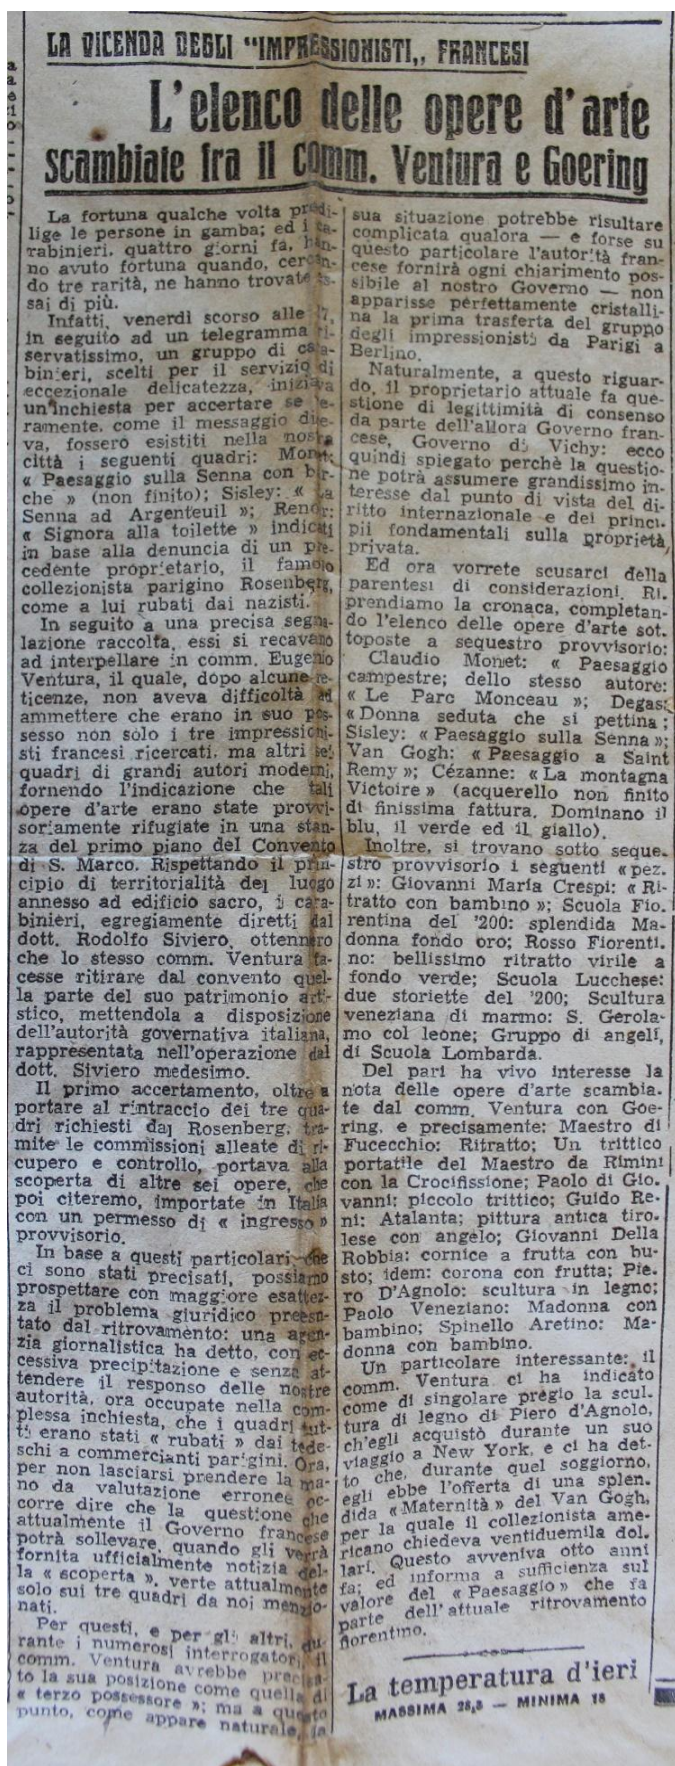 LA VICENDA DEGLI "IMPRESSIONISTI,, FRANCESI
L'elenco delle opere d'arte
scambiate fra il comm. Ventura e Goering
La fortuna qualche volta predi-
lige le persone in gamba; ed i ca-
rabinieri, quattro giorni fa, han-
no avuto fortuna quando, cercan-
do tre rarità, ne hanno trovate as-
sai di più.
Infatti, venerdì scorso alle 17,
in seguito ad un telegramma ri-
servatissimo, un gruppo di cara-
binieri, scelti per il servizio di
eccezionale delicatezza, iniziava
un'inchiesta per accertare se ve-
ramente, come il messaggio dice-
va, fossero esistiti nella nostra
città i seguenti quadri: Monet:
« Paesaggio sulla Senna con bar-
che » (non finito); Sisley: « La
Senna ad Argenteuil »; Renoir:
« Signora alla toilette » indicati
in base alla denuncia di un pre-
cedente proprietario, il famoso
collezionista parigino Rosenberg,
come a lui rubati dai nazisti.
In seguito a una precisa segna-
lazione raccolta, essi si recavano
ad interpellare in comm. Eugenio
Ventura, il quale, dopo alcune re-
ticenze, non aveva difficoltà ad
ammettere che erano in suo pos-
sesso non solo i tre impressioni-
sti francesi ricercati, ma altri sei
quadri di grandi autori moderni,
fornendo l'indicazione che tali
opere d'arte erano state provvi-
soriamente rifugiate in una stan-
za del primo piano del Convento
di S. Marco. Rispettando il prin-
cipio di territorialità del luogo
annesso ad edificio sacro, i cara-
binieri, egregiamente diretti dal
dott. Rodolfo Siviero, ottennero
che lo stesso comm. Ventura fa-
cesse ritirare dal convento quel-
la parte del suo patrimonio arti-
stico, mettendola a disposizione
dell'autorità governativa italiana,
rappresentata nell'operazione dal
dott. Siviero medesimo.
Il primo accertamento, oltre a
portare al rintraccio dei tre qua-
dri richiesti dal Rosenberg, tra-
mite le commissioni alleate di ri-
cupero e controllo, portava alla
scoperta di altre sei opere, che
poi citeremo, importate in Italia
con un permesso di « ingresso »
provvisorio.
In base a questi particolari che
ci sono stati precisati, possiamo
prospettare con maggiore esattez-
za il problema giuridico preesn-
tato dal ritrovamento: una agen-
zia giornalistica ha detto, con ec-
cessiva precipitazione e senza at-
tendere il responso delle nostre
autorità, ora occupate nella com-
plessa inchiesta, che i quadri tut-
ti erano stati « rubati » dai tede-
schi a commercianti parigini. Ora,
per non lasciarsi prendere la ma-
no da valutazione erronee oc-
corre dire che la questione che
attualmente il Governo francese
potrà sollevare, quando gli verrà
fornita ufficialmente notizia del-
la « scoperta », verte attualmente
solo sui tre quadri da noi menzio-
nati.
Per questi, e per gli altri, du-
rante i numerosi interrogatori, il
comm. Ventura avrebbe precisa-
to la sua posizione come quella di
« terzo possessore »; ma a questo
punto, come appare naturale, la
sua situazione potrebbe risultare
complicata qualora — e forse su
questo particolare l'autorità fran-
cese fornirà ogni chiarimento pos-
sibile al nostro Governo — non
apparisse perfettamente cristalli-
na la prima trasferta del gruppo
degli impressionisti da Parigi a
Berlino.
Naturalmente, a questo riguar-
do, il proprietario attuale fa que-
stione di legittimità di consenso
da parte dell'allora Governo fran-
cese, Governo di Vichy: ecco
quindi spiegato perchè la questio-
ne potrà assumere grandissimo in-
teresse dal punto di vista del di-
ritto internazionale e dei princi-
pii fondamentali sulla proprietà
privata.
Ed ora vorrete scusarci della
parentesi di considerazioni. Ri-
prendiamo la cronaca, completan-
do l'elenco delle opere d'arte sot-
toposte a sequestro provvisorio:
Claudio Monet: « Paesaggio
campestre; dello stesso autore:
« Le Parc Monceau »; Degas:
« Donna seduta che si pettina;
Sisley: « Paesaggio sulla Senna »;
Van Gogh: « Paesaggio a Saint
Remy »; Cézanne: « La montagna
Victoire » (acquerello non finito
di finissima fattura. Dominano il
blu, il verde ed il giallo).
Inoltre, si trovano sotto seque-
stro provvisorio i seguenti « pez-
zi »: Giovanni Maria Crespi: « Ri-
tratto con bambino »; Scuola Fio-
rentina del '200: splendida Ma-
donna fondo oro; Rosso Fiorenti-
no: bellissimo ritratto virile a
fondo verde; Scuola Lucchese:
due storiette del '200; Scultura
veneziana di marmo: S. Gerola-
mo col leone; Gruppo di angeli,
di Scuola Lombarda.
Del pari ha vivo interesse la
nota delle opere d'arte scambia-
te dal comm. Ventura con Goe-
ring, e precisamente: Maestro di
Fucecchio: Ritratto; Un trittico
portatile del Maestro da Rimini
con la Crocifissione; Paolo di Gio-
vanni: piccolo trittico; Guido Re-
ni: Atalanta; pittura antica tiro-
lese con angelo; Giovanni Della
Robbia: cornice a frutta con bu-
sto; idem: corona con frutta; Pie-
ro D'Agnolo: scultura in legno;
Paolo Veneziano: Madonna con
bambino; Spinello Aretino: Ma-
donna con bambino.
Un particolare interessante: il
comm. Ventura ci ha indicato
come di singolare pregio la scul-
tura di legno di Piero d'Agnolo,
ch'egli acquistò durante un suo
viaggio a New York, e ci ha det-
to che, durante quel soggiorno,
egli ebbe l'offerta di una splen-
dida « Maternità » del Van Gogh,
per la quale il collezionista ame-
ricano chiedeva ventiduemila dol-
lari. Questo avveniva otto anni
fa; ed informa a sufficienza sul
valore del « Paesaggio » che fa
parte dell'attuale ritrovamento
fiorentino.
La temperatura d'ieri
MASSIMA 28,8 — MINIMA 18